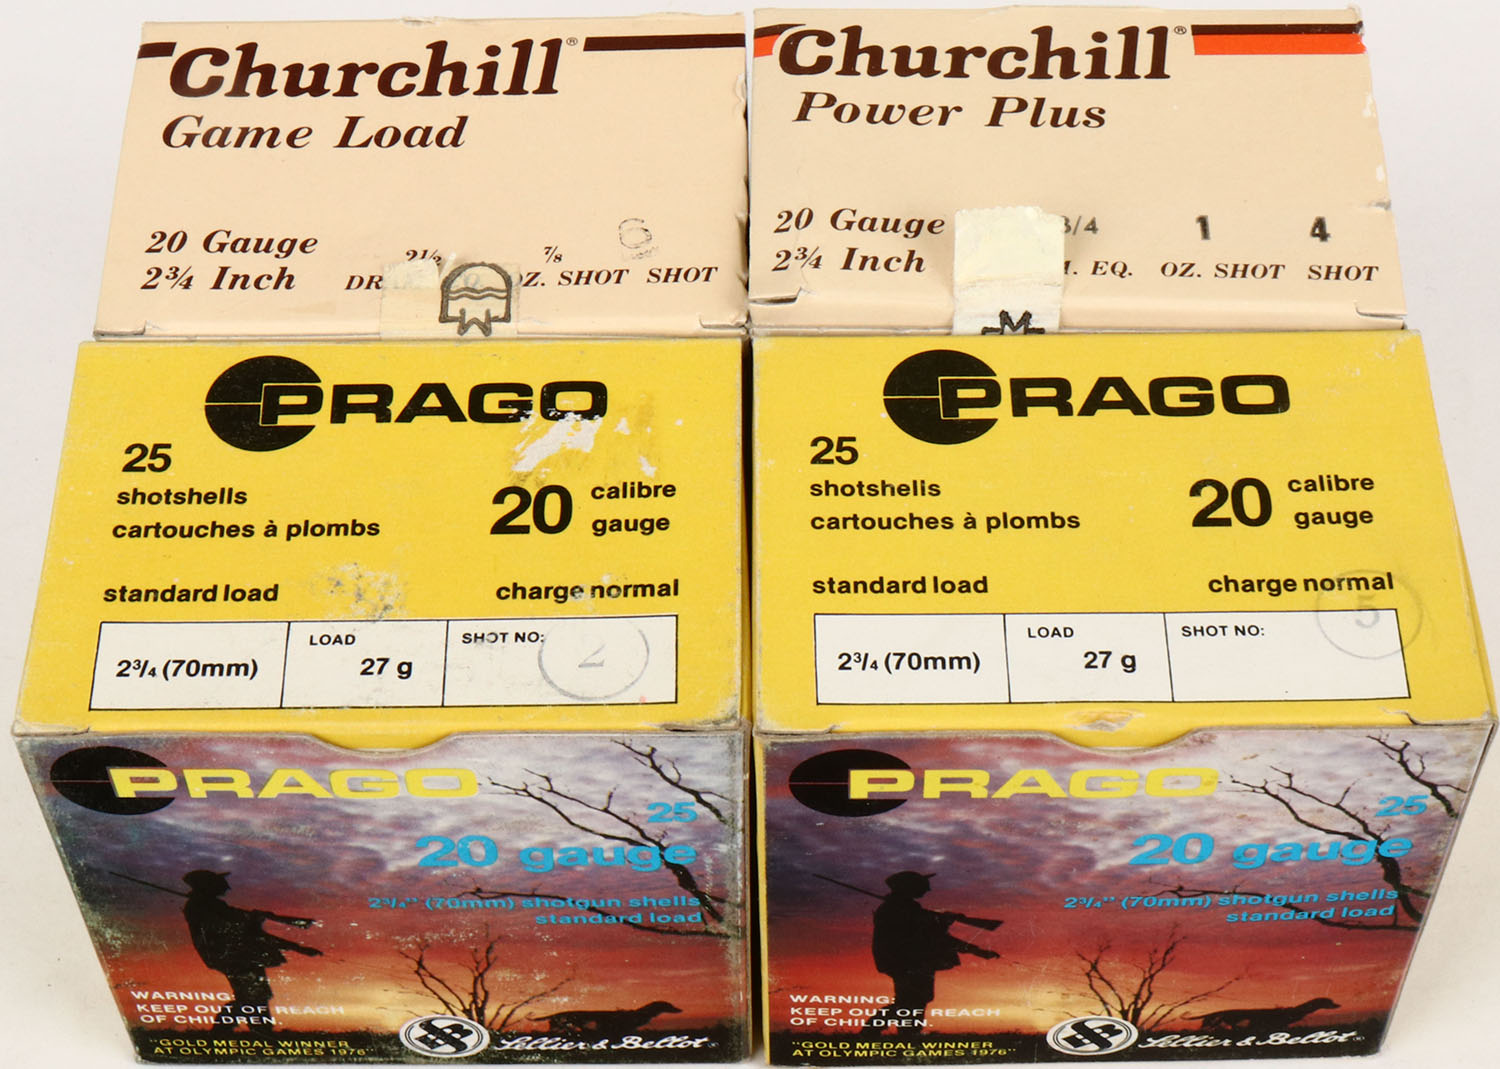 Churchill®
Game Load
20 Gauge 2½ ⅞ 6
2¾ Inch DR OZ. SHOT SHOT
Churchill®
Power Plus
20 Gauge 3/4 1 4
2¾ Inch M. EQ. OZ. SHOT SHOT
M
PRAGO
25
shotshells
cartouches à plombs
20 calibre
gauge
standard load charge normal
2¾ (70mm) LOAD 27 g SHOT NO: 2
PRAGO
25
shotshells
cartouches à plombs
20 calibre
gauge
standard load charge normal
2¾ (70mm) LOAD 27 g SHOT NO: 5
PRAGO
25
20 gauge
2¾" (70mm) shotgun shells
standard load
WARNING:
KEEP OUT OF REACH
OF CHILDREN.
"GOLD MEDAL WINNER
AT OLYMPIC GAMES 1976"
Sellier & Bellot®
PRAGO
25
20 gauge
2¾" (70mm) shotgun shells
standard load
WARNING:
KEEP OUT OF REACH
OF CHILDREN.
"GOLD MEDAL WINNER
AT OLYMPIC GAMES 1976"
Sellier & Bellot®